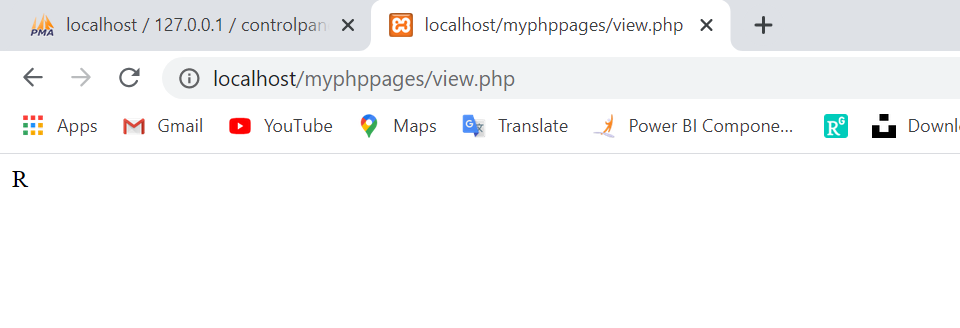 PMA localhost / 127.0.0.1 / controlpan localhost/myphppages/view.php
localhost/myphppages/view.php
Apps Gmail YouTube Maps G Translate Power BI Compone... RG Downl
R